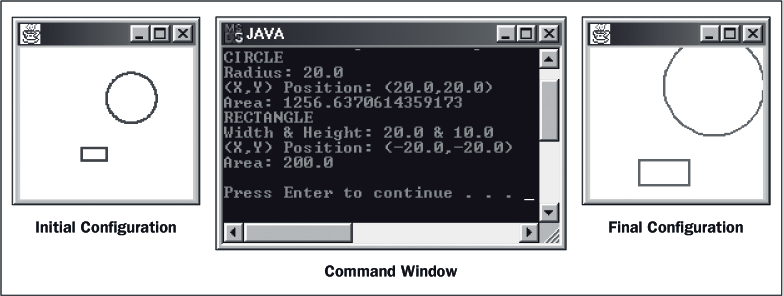 JAVA
CIRCLE
Radius: 20.0
(X,Y) Position: (20.0,20.0)
Area: 1256.6370614359173
RECTANGLE
Width & Height: 20.0 & 10.0
(X,Y) Position: (-20.0,-20.0)
Area: 200.0
Press Enter to continue . . . _
Initial Configuration
Command Window
Final Configuration